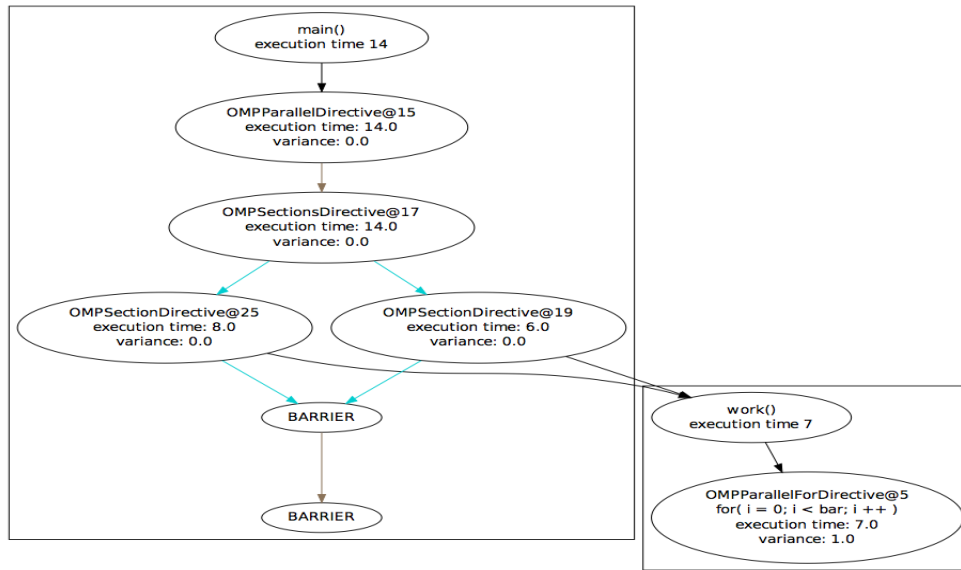 main()
execution time 14
OMPParallelDirective@15
execution time: 14.0
variance: 0.0
OMPSectionsDirective@17
execution time: 14.0
variance: 0.0
OMPSectionDirective@25
execution time: 8.0
variance: 0.0
OMPSectionDirective@19
execution time: 6.0
variance: 0.0
BARRIER
work()
execution time 7
BARRIER
OMPParallelForDirective@5
for( i = 0; i < bar; i ++ )
execution time: 7.0
variance: 1.0